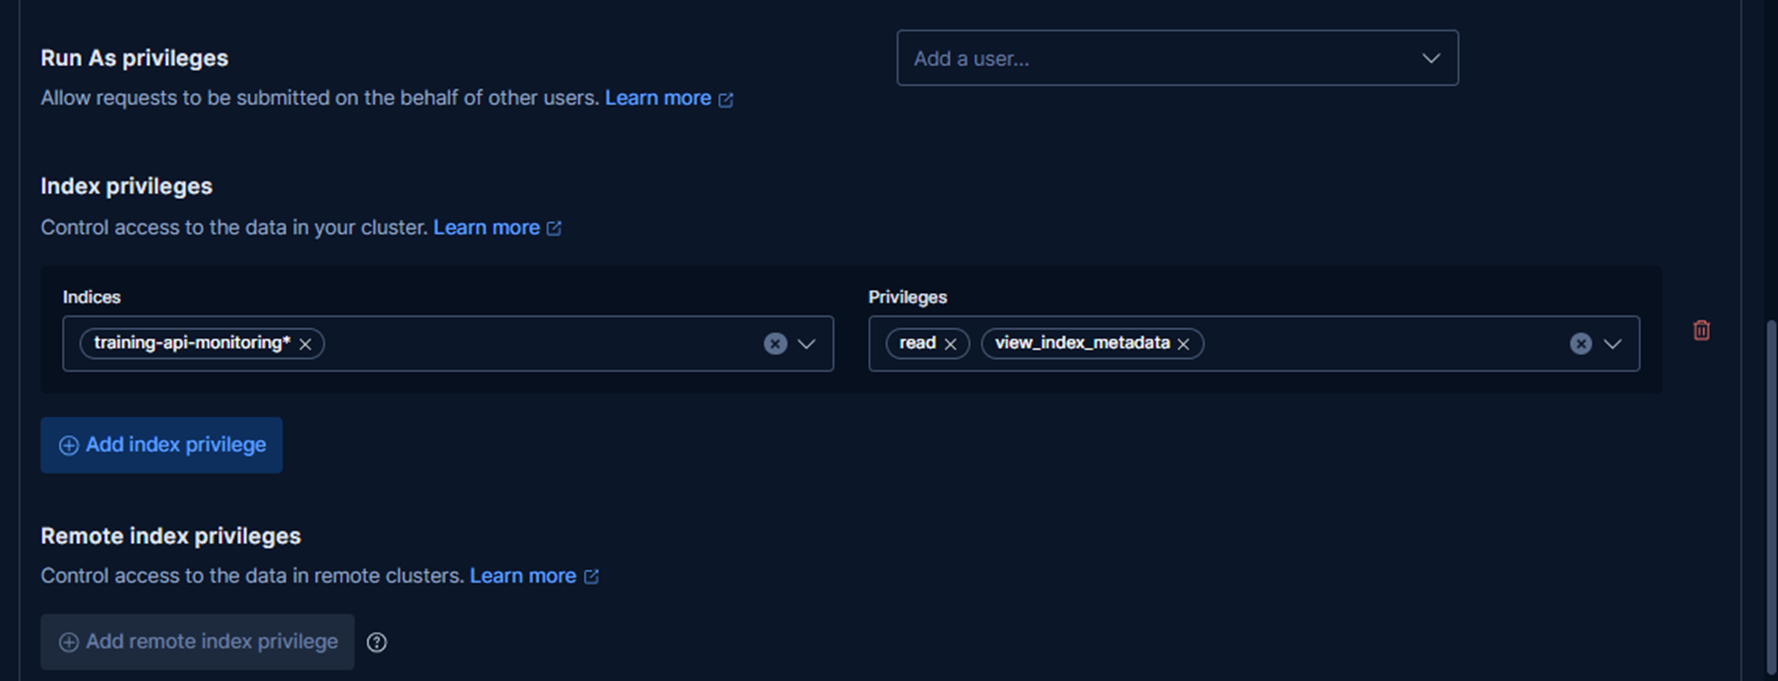 Run As privileges
Add a user...
Allow requests to be submitted on the behalf of other users. Learn more
Index privileges
Control access to the data in your cluster. Learn more
Indices
Privileges
training-api-monitoring*
read view_index_metadata
Add index privilege
Remote index privileges
Control access to the data in remote clusters. Learn more
Add remote index privilege